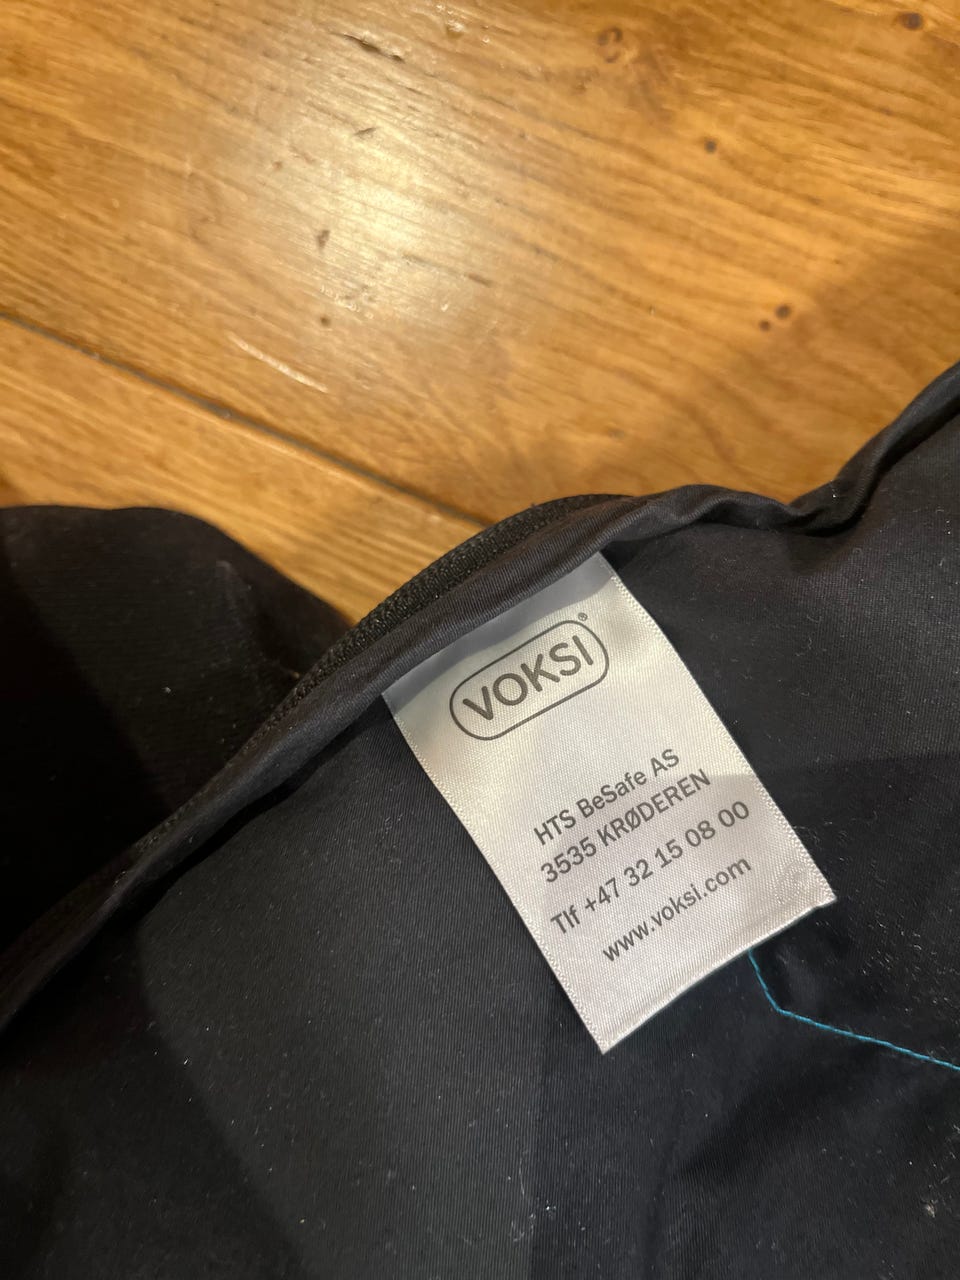 VOKSI®
HTS BeSafe AS
3535 KRØDEREN
Tlf +47 32 15 08 00
www.voksi.com